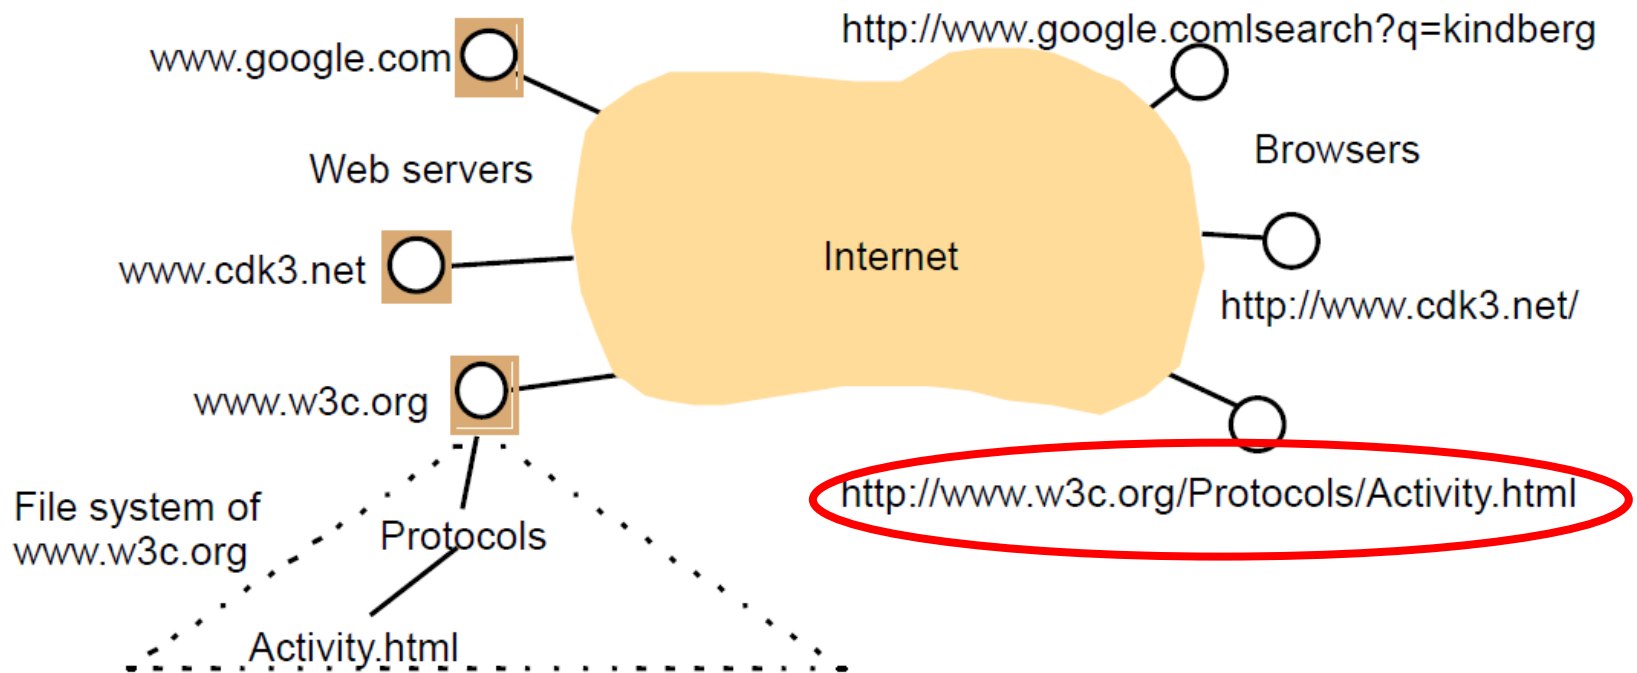 http://www.google.comlsearch?q=kindberg
www.google.com
Browsers
Web servers
Internet
www.cdk3.net
http://www.cdk3.net/
www.w3c.org
http://www.w3c.org/Protocols/Activity.html
File system of
www.w3c.org
Protocols
Activity.html